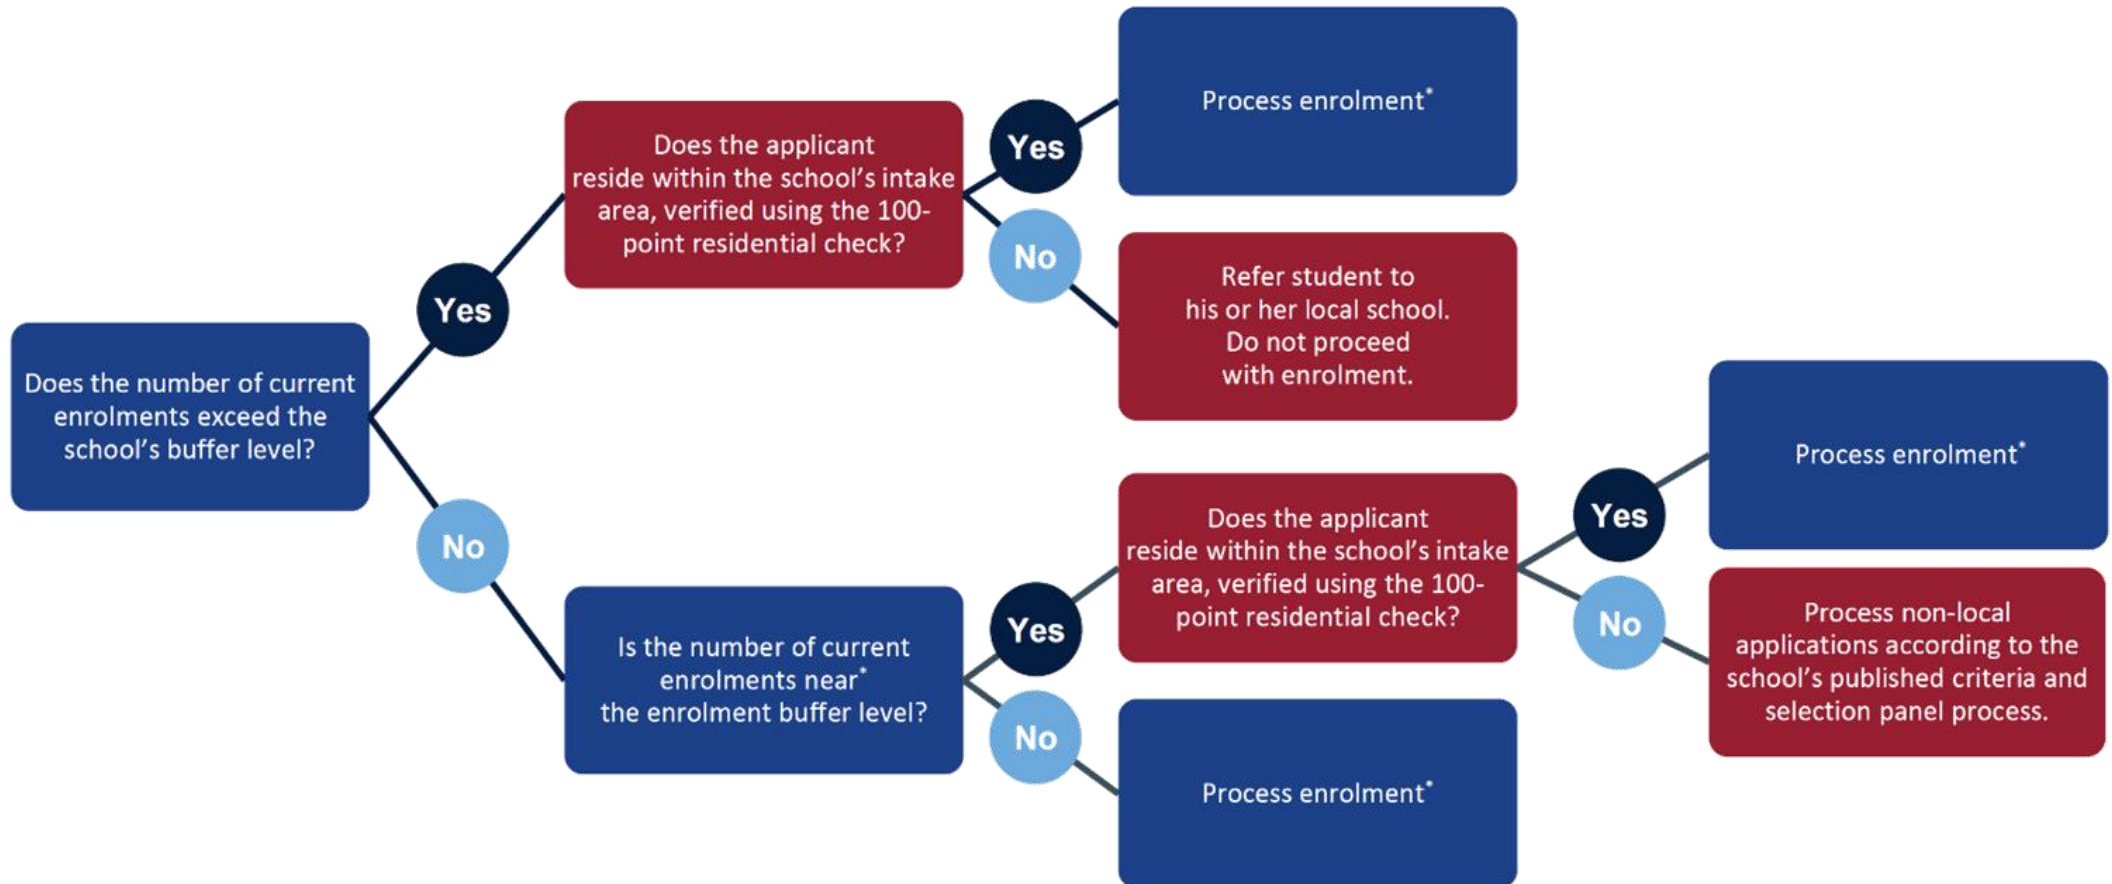 Does the number of current
enrolments exceed the
school’s buffer level?
Yes
Does the applicant
reside within the school’s intake
area, verified using the 100-
point residential check?
Yes
Process enrolment*
No
Refer student to
his or her local school.
Do not proceed
with enrolment.
No
Is the number of current
enrolments near*
the enrolment buffer level?
Yes
Does the applicant
reside within the school’s intake
area, verified using the 100-
point residential check?
Yes
Process enrolment*
No
Process non-local
applications according to the
school’s published criteria and
selection panel process.
No
Process enrolment*